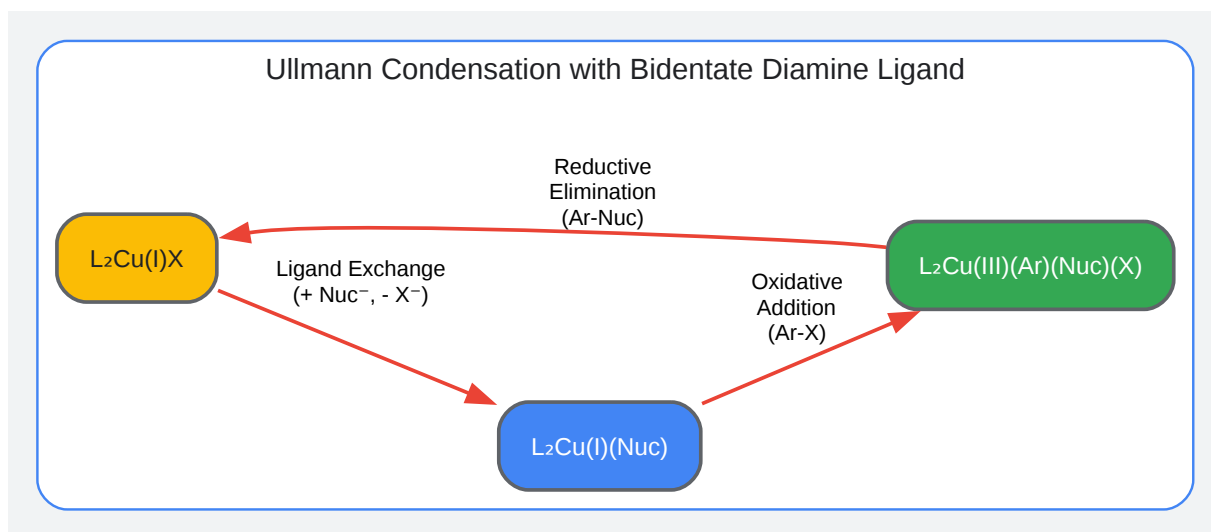 Ullmann Condensation with Bidentate Diamine Ligand
Reductive
Elimination
(Ar-Nuc)
L₂Cu(I)X
Ligand Exchange
(+ Nuc⁻, - X⁻)
Oxidative
Addition
(Ar-X)
L₂Cu(III)(Ar)(Nuc)(X)
L₂Cu(I)(Nuc)